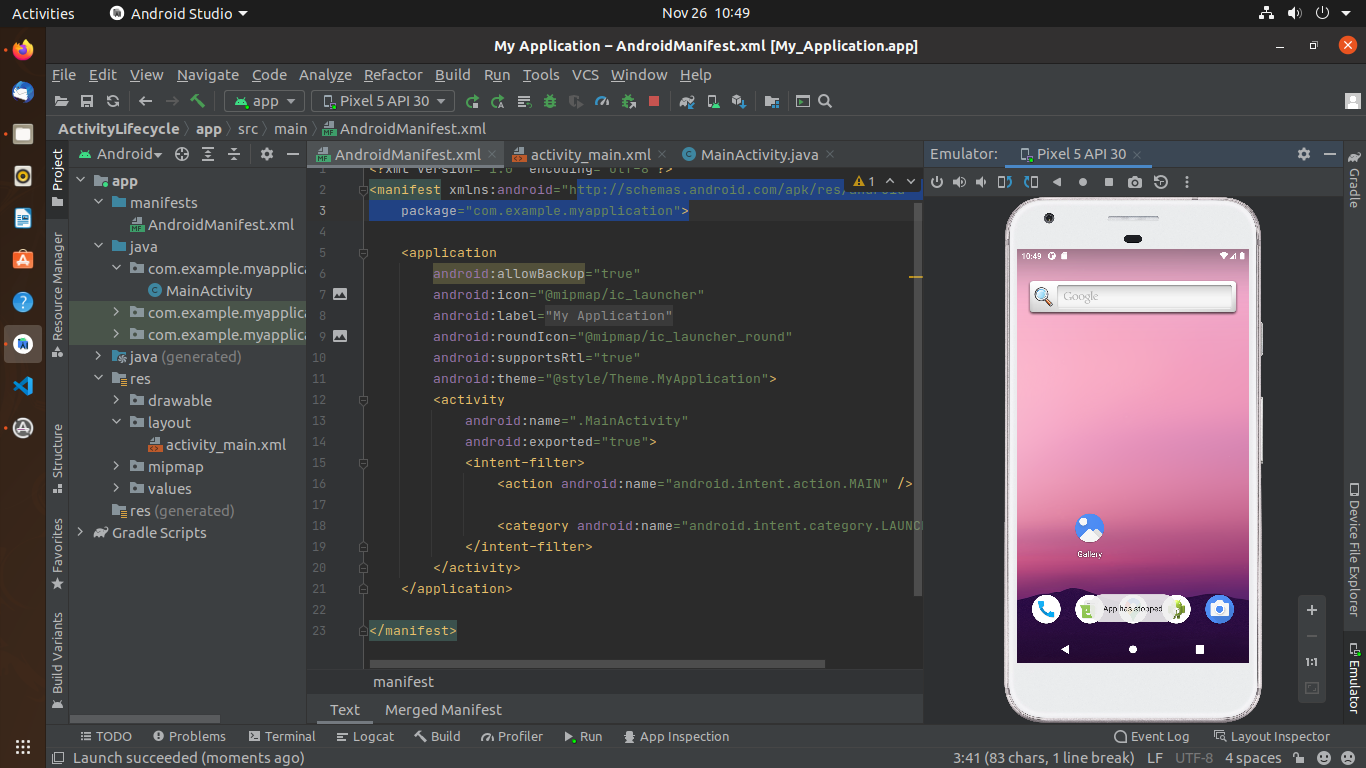 Activities
Android Studio
Nov 26 10:49
My Application – AndroidManifest.xml [My_Application.app]
File Edit View Navigate Code Analyze Refactor Build Run Tools VCS Window Help
app
Pixel 5 API 30
ActivityLifecycle app src main AndroidManifest.xml
Android
AndroidManifest.xml
activity_main.xml
MainActivity.java
Emulator:
Pixel 5 API 30
Project
Resource Manager
Structure
Favorites
Build Variants
app
manifests
AndroidManifest.xml
java
com.example.myapplica
MainActivity
com.example.myapplica
com.example.myapplica
java (generated)
res
drawable
layout
activity_main.xml
mipmap
values
res (generated)
Gradle Scripts
1 <?xml version="1.0" encoding="utf-8"?>
2 <manifest xmlns:android="http://schemas.android.com/apk/res/android"
3 package="com.example.myapplication">
4
5 <application
6 android:allowBackup="true"
7 android:icon="@mipmap/ic_launcher"
8 android:label="My Application"
9 android:roundIcon="@mipmap/ic_launcher_round"
10 android:supportsRtl="true"
11 android:theme="@style/Theme.MyApplication">
12 <activity
13 android:name=".MainActivity"
14 android:exported="true">
15 <intent-filter>
16 <action android:name="android.intent.action.MAIN" />
17
18 <category android:name="android.intent.category.LAUNC
19 </intent-filter>
20 </activity>
21 </application>
22
23 </manifest>
1
manifest
Text Merged Manifest
10:49
Google
Gallery
App has stopped
1:1
Gradle
Device File Explorer
Emulator
TODO Problems Terminal Logcat Build Profiler Run App Inspection
Event Log Layout Inspector
Launch succeeded (moments ago)
3:41 (83 chars, 1 line break) LF UTF-8 4 spaces